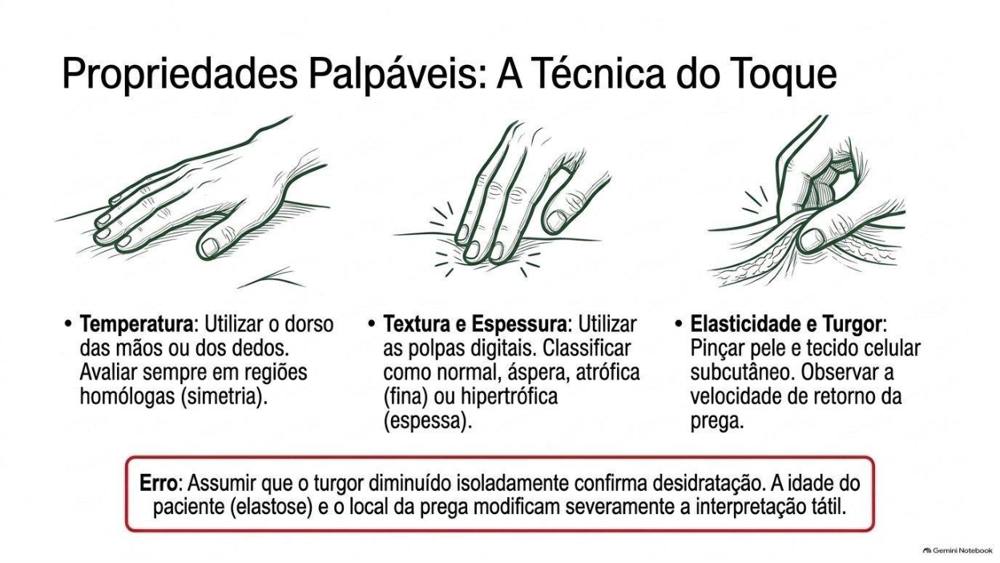 Propriedades Palpáveis: A Técnica do Toque
• Temperatura: Utilizar o dorso
das mãos ou dos dedos.
Avaliar sempre em regiões
homólogas (simetria).
• Textura e Espessura: Utilizar
as polpas digitais. Classificar
como normal, áspera, atrófica
(fina) ou hipertrófica
(espessa).
• Elasticidade e Turgor:
Pinçar pele e tecido celular
subcutâneo. Observar a
velocidade de retorno da
prega.
Erro: Assumir que o turgor diminuído isoladamente confirma desidratação. A idade do
paciente (elastose) e o local da prega modificam severamente a interpretação tátil.
Gemini Notebook